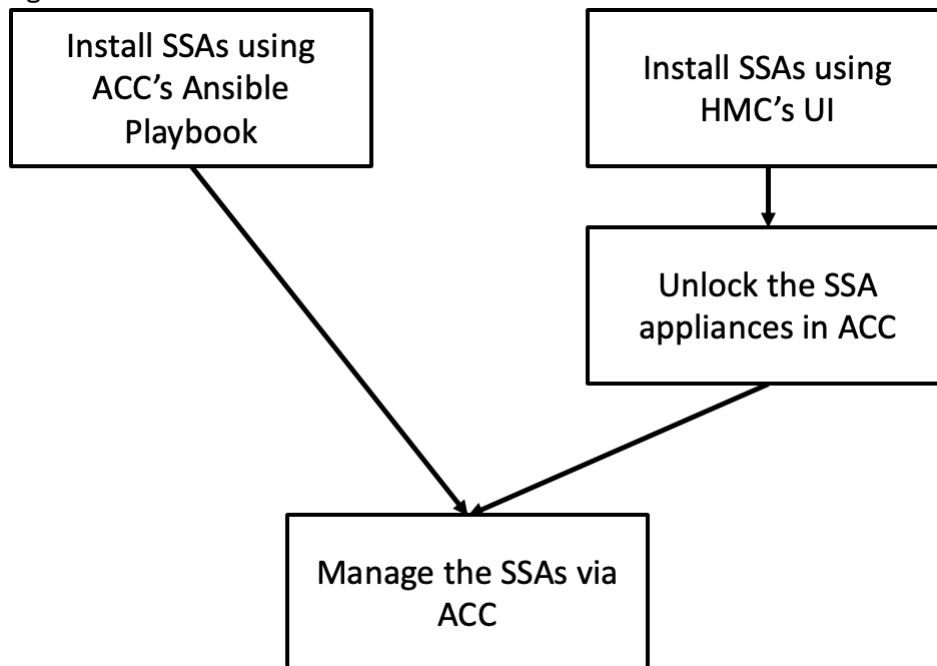 Install SSAs using
ACC’s Ansible
Playbook
Install SSAs using
HMC’s UI
Unlock the SSA
appliances in ACC
Manage the SSAs via
ACC